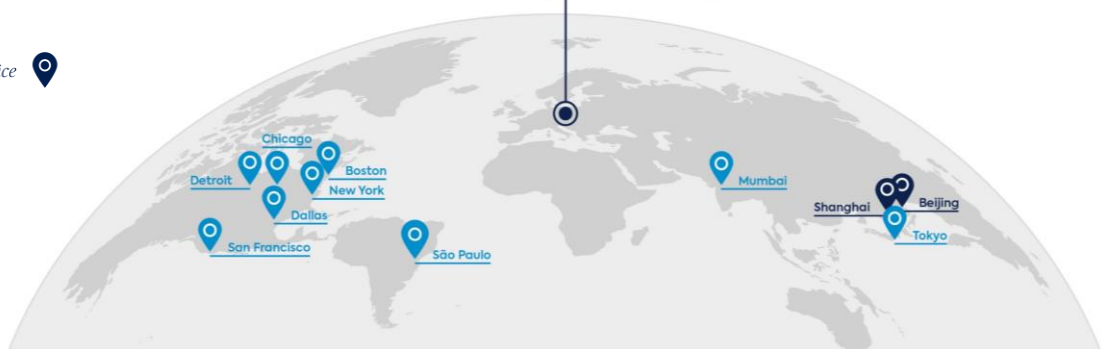 ice
Chicago
Boston
Detroit
New York
Mumbai
Shanghai
Beijing
Dallas
Tokyo
San Francisco
São Paulo